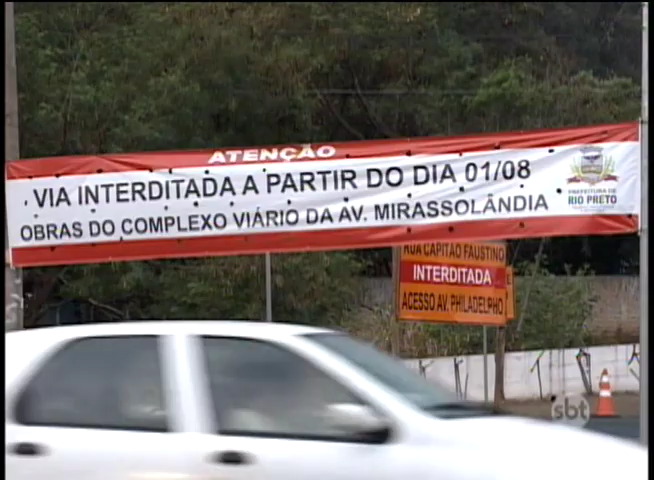 ATENÇÃO
VIA INTERDITADA A PARTIR DO DIA 01/08
OBRAS DO COMPLEXO VIÁRIO DA AV. MIRASSOLÂNDIA
PREFEITURA DE
RIO PRETO
RUA CAPITÃO FAUSTINO
INTERDITADA
ACESSO AV. PHILADELPHO
sbt